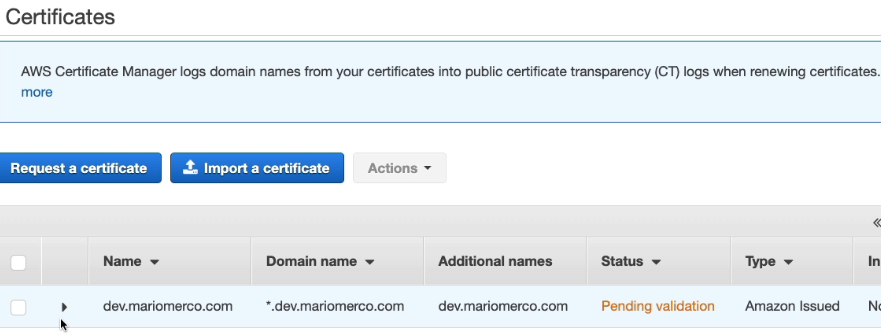 Certificates
AWS Certificate Manager logs domain names from your certificates into public certificate transparency (CT) logs when renewing certificates.
more
Request a certificate Import a certificate Actions
Name Domain name Additional names Status Type
dev.mariomerco.com *.dev.mariomerco.com dev.mariomerco.com Pending validation Amazon Issued